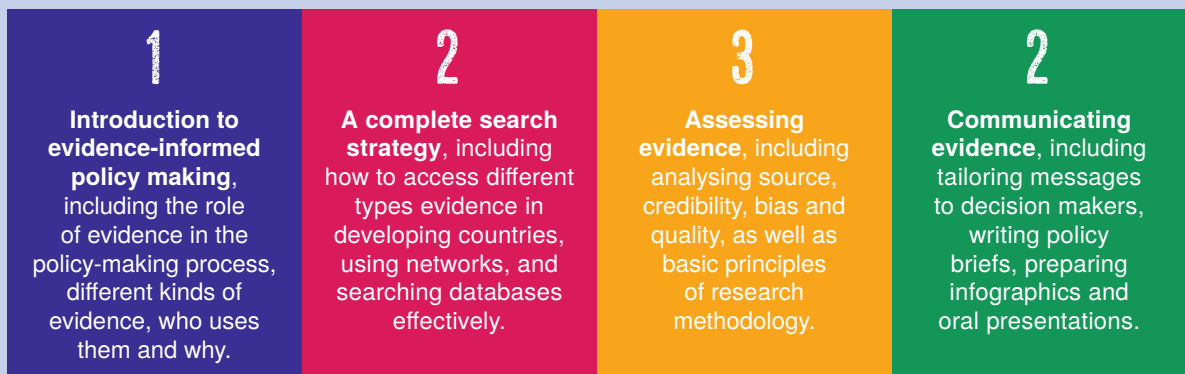 1
Introduction to
evidence-informed
policy making,
including the role
of evidence in the
policy-making process,
different kinds of
evidence, who uses
them and why.
2
A complete search
strategy, including
how to access different
types evidence in
developing countries,
using networks, and
searching databases
effectively.
3
Assessing
evidence, including
analysing source,
credibility, bias and
quality, as well as
basic principles
of research
methodology.
2
Communicating
evidence, including
tailoring messages
to decision makers,
writing policy
briefs, preparing
infographics and
oral presentations.